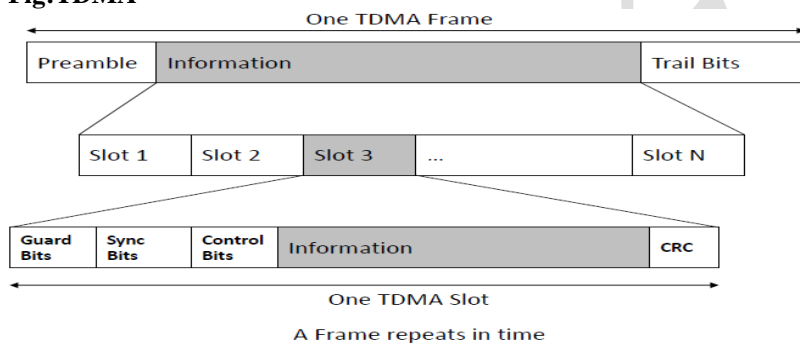 Fig:TDMA
One TDMA Frame
Preamble Information Trail Bits
Slot 1 Slot 2 Slot 3 ... Slot N
Guard Bits
Sync Bits
Control Bits
Information
CRC
One TDMA Slot
A Frame repeats in time